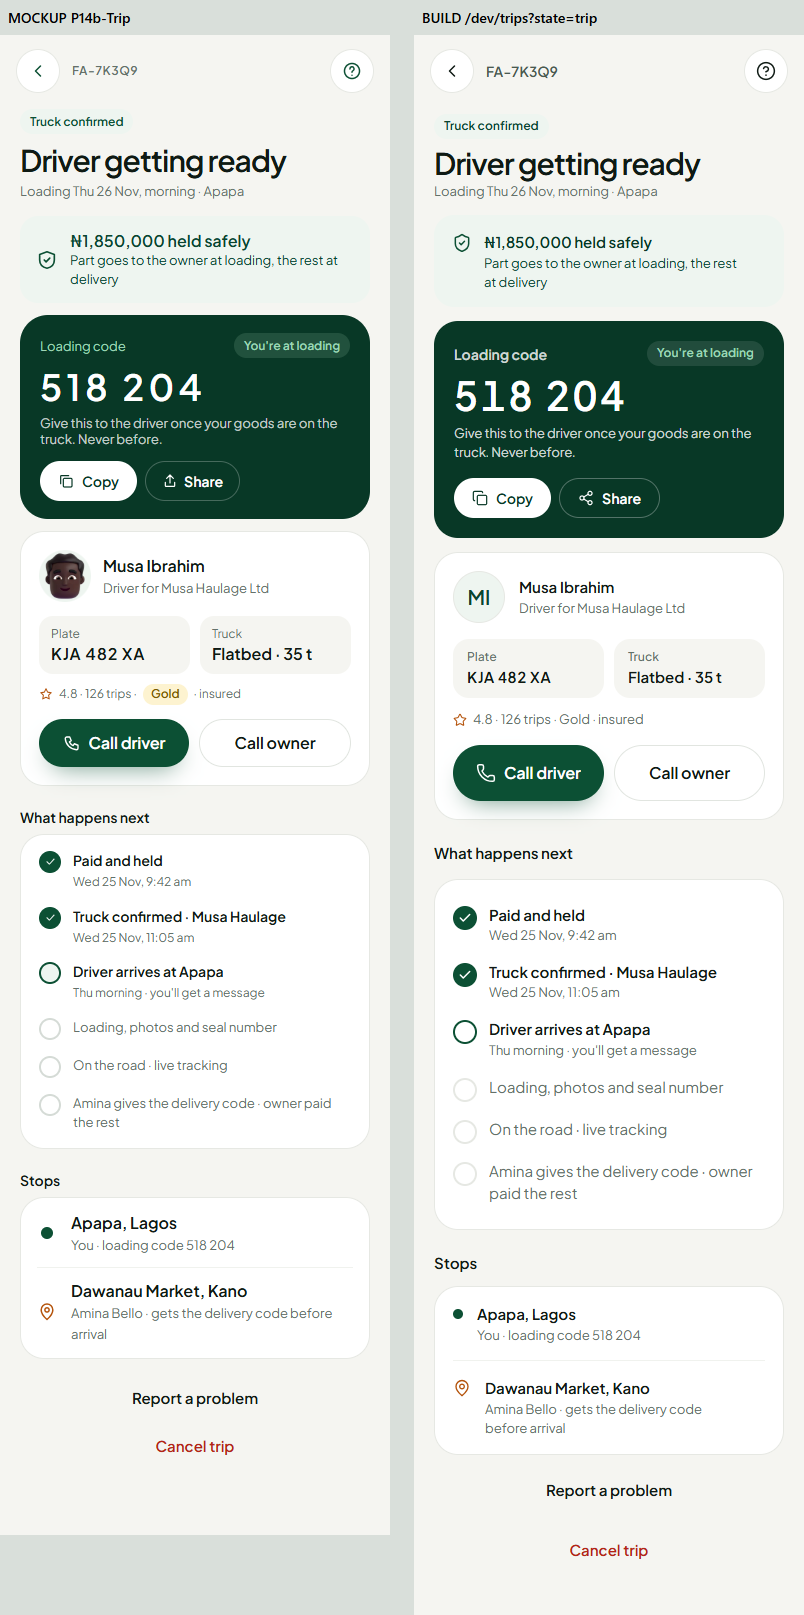 MOCKUP P14b-Trip
FA-7K3Q9
Truck confirmed
Driver getting ready
Loading Thu 26 Nov, morning · Apapa
₦1,850,000 held safely
Part goes to the owner at loading, the rest at
delivery
Loading code
You're at loading
518 204
Give this to the driver once your goods are on the
truck. Never before.
Copy
Share
Musa Ibrahim
Driver for Musa Haulage Ltd
Plate
KJA 482 XA
Truck
Flatbed · 35 t
4.8 · 126 trips · Gold · insured
Call driver
Call owner
What happens next
Paid and held
Wed 25 Nov, 9:42 am
Truck confirmed · Musa Haulage
Wed 25 Nov, 11:05 am
Driver arrives at Apapa
Thu morning · you'll get a message
Loading, photos and seal number
On the road · live tracking
Amina gives the delivery code · owner paid
the rest
Stops
Apapa, Lagos
You · loading code 518 204
Dawanau Market, Kano
Amina Bello · gets the delivery code before
arrival
Report a problem
Cancel trip
BUILD /dev/trips?state=trip
FA-7K3Q9
Truck confirmed
Driver getting ready
Loading Thu 26 Nov, morning · Apapa
₦1,850,000 held safely
Part goes to the owner at loading, the rest
at delivery
Loading code
You're at loading
518 204
Give this to the driver once your goods are on the
truck. Never before.
Copy
Share
MI
Musa Ibrahim
Driver for Musa Haulage Ltd
Plate
KJA 482 XA
Truck
Flatbed · 35 t
4.8 · 126 trips · Gold · insured
Call driver
Call owner
What happens next
Paid and held
Wed 25 Nov, 9:42 am
Truck confirmed · Musa Haulage
Wed 25 Nov, 11:05 am
Driver arrives at Apapa
Thu morning · you'll get a message
Loading, photos and seal number
On the road · live tracking
Amina gives the delivery code · owner
paid the rest
Stops
Apapa, Lagos
You · loading code 518 204
Dawanau Market, Kano
Amina Bello · gets the delivery code
before arrival
Report a problem
Cancel trip